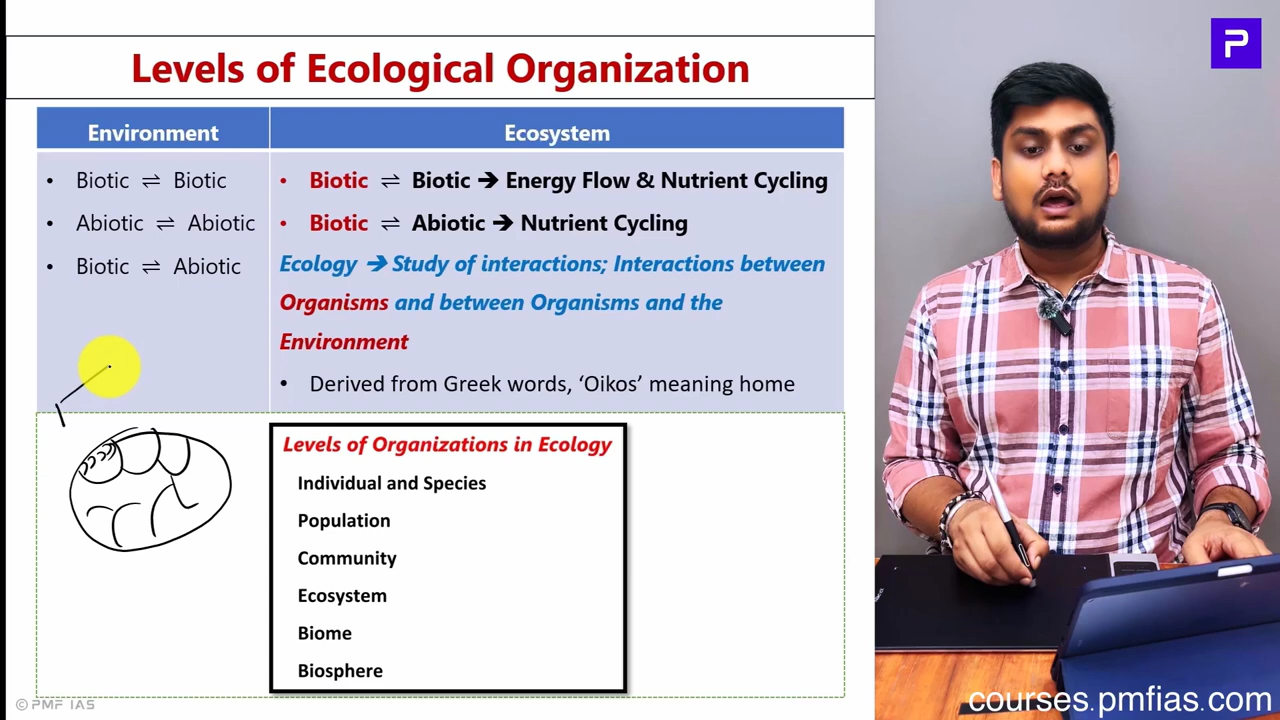 Levels of Ecological Organization
P
Environment
Ecosystem
• Biotic ⇌ Biotic
• Abiotic ⇌ Abiotic
• Biotic ⇌ Abiotic
• Biotic ⇌ Biotic ➔ Energy Flow & Nutrient Cycling
• Biotic ⇌ Abiotic ➔ Nutrient Cycling
Ecology ➔ Study of interactions; Interactions between
Organisms and between Organisms and the
Environment
• Derived from Greek words, ‘Oikos’ meaning home
Levels of Organizations in Ecology
Individual and Species
Population
Community
Ecosystem
Biome
Biosphere
© PMF IAS
courses.pmfias.com